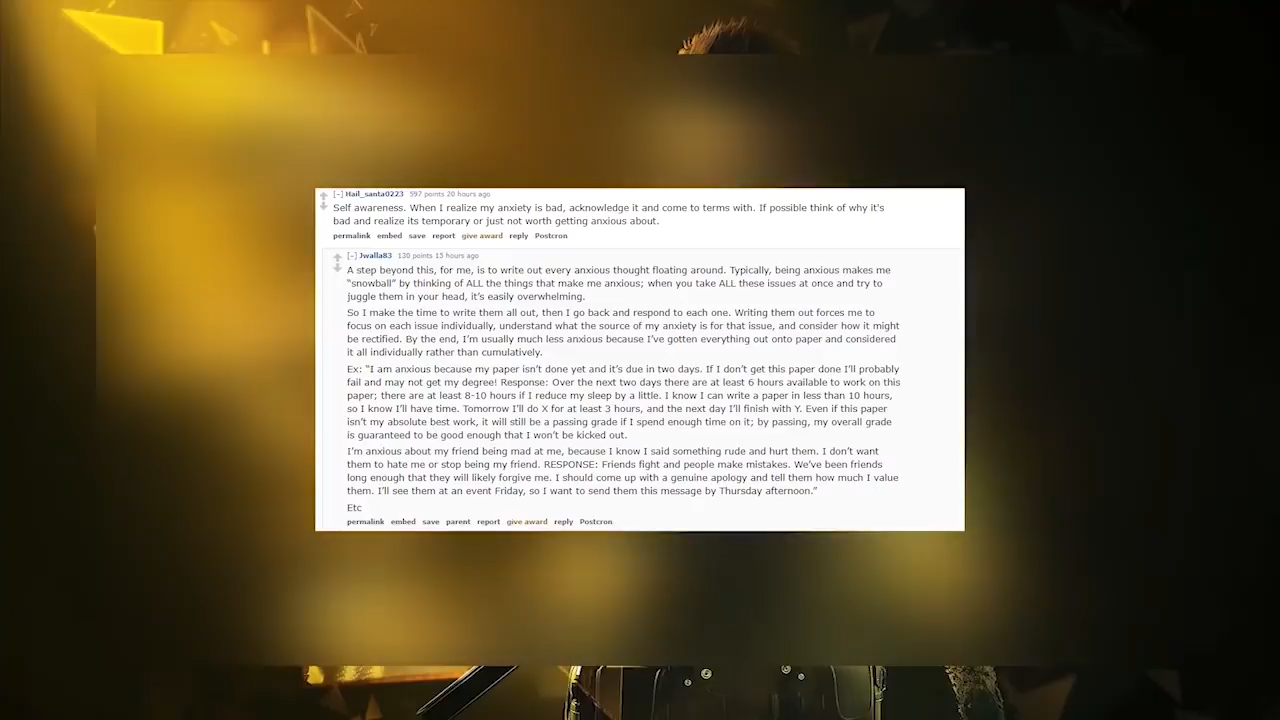 [-] Hail_santa0223 597 points 20 hours ago
Self awareness. When I realize my anxiety is bad, acknowledge it and come to terms with. If possible think of why it's
bad and realize its temporary or just not worth getting anxious about.
permalink embed save report give award reply Postcron
[-] Jwalla83 130 points 15 hours ago
A step beyond this, for me, is to write out every anxious thought floating around. Typically, being anxious makes me
“snowball” by thinking of ALL the things that make me anxious; when you take ALL these issues at once and try to
juggle them in your head, it’s easily overwhelming.
So I make the time to write them all out, then I go back and respond to each one. Writing them out forces me to
focus on each issue individually, understand what the source of my anxiety is for that issue, and consider how it might
be rectified. By the end, I’m usually much less anxious because I’ve gotten everything out onto paper and considered
it all individually rather than cumulatively.
Ex: “I am anxious because my paper isn’t done yet and it’s due in two days. If I don’t get this paper done I’ll probably
fail and may not get my degree! Response: Over the next two days there are at least 6 hours available to work on this
paper; there are at least 8-10 hours if I reduce my sleep by a little. I know I can write a paper in less than 10 hours,
so I know I’ll have time. Tomorrow I’ll do X for at least 3 hours, and the next day I’ll finish with Y. Even if this paper
isn’t my absolute best work, it will still be a passing grade if I spend enough time on it; by passing, my overall grade
is guaranteed to be good enough that I won’t be kicked out.
I’m anxious about my friend being mad at me, because I know I said something rude and hurt them. I don’t want
them to hate me or stop being my friend. RESPONSE: Friends fight and people make mistakes. We’ve been friends
long enough that they will likely forgive me. I should come up with a genuine apology and tell them how much I value
them. I’ll see them at an event Friday, so I want to send them this message by Thursday afternoon.”
Etc
permalink embed save parent report give award reply Postcron